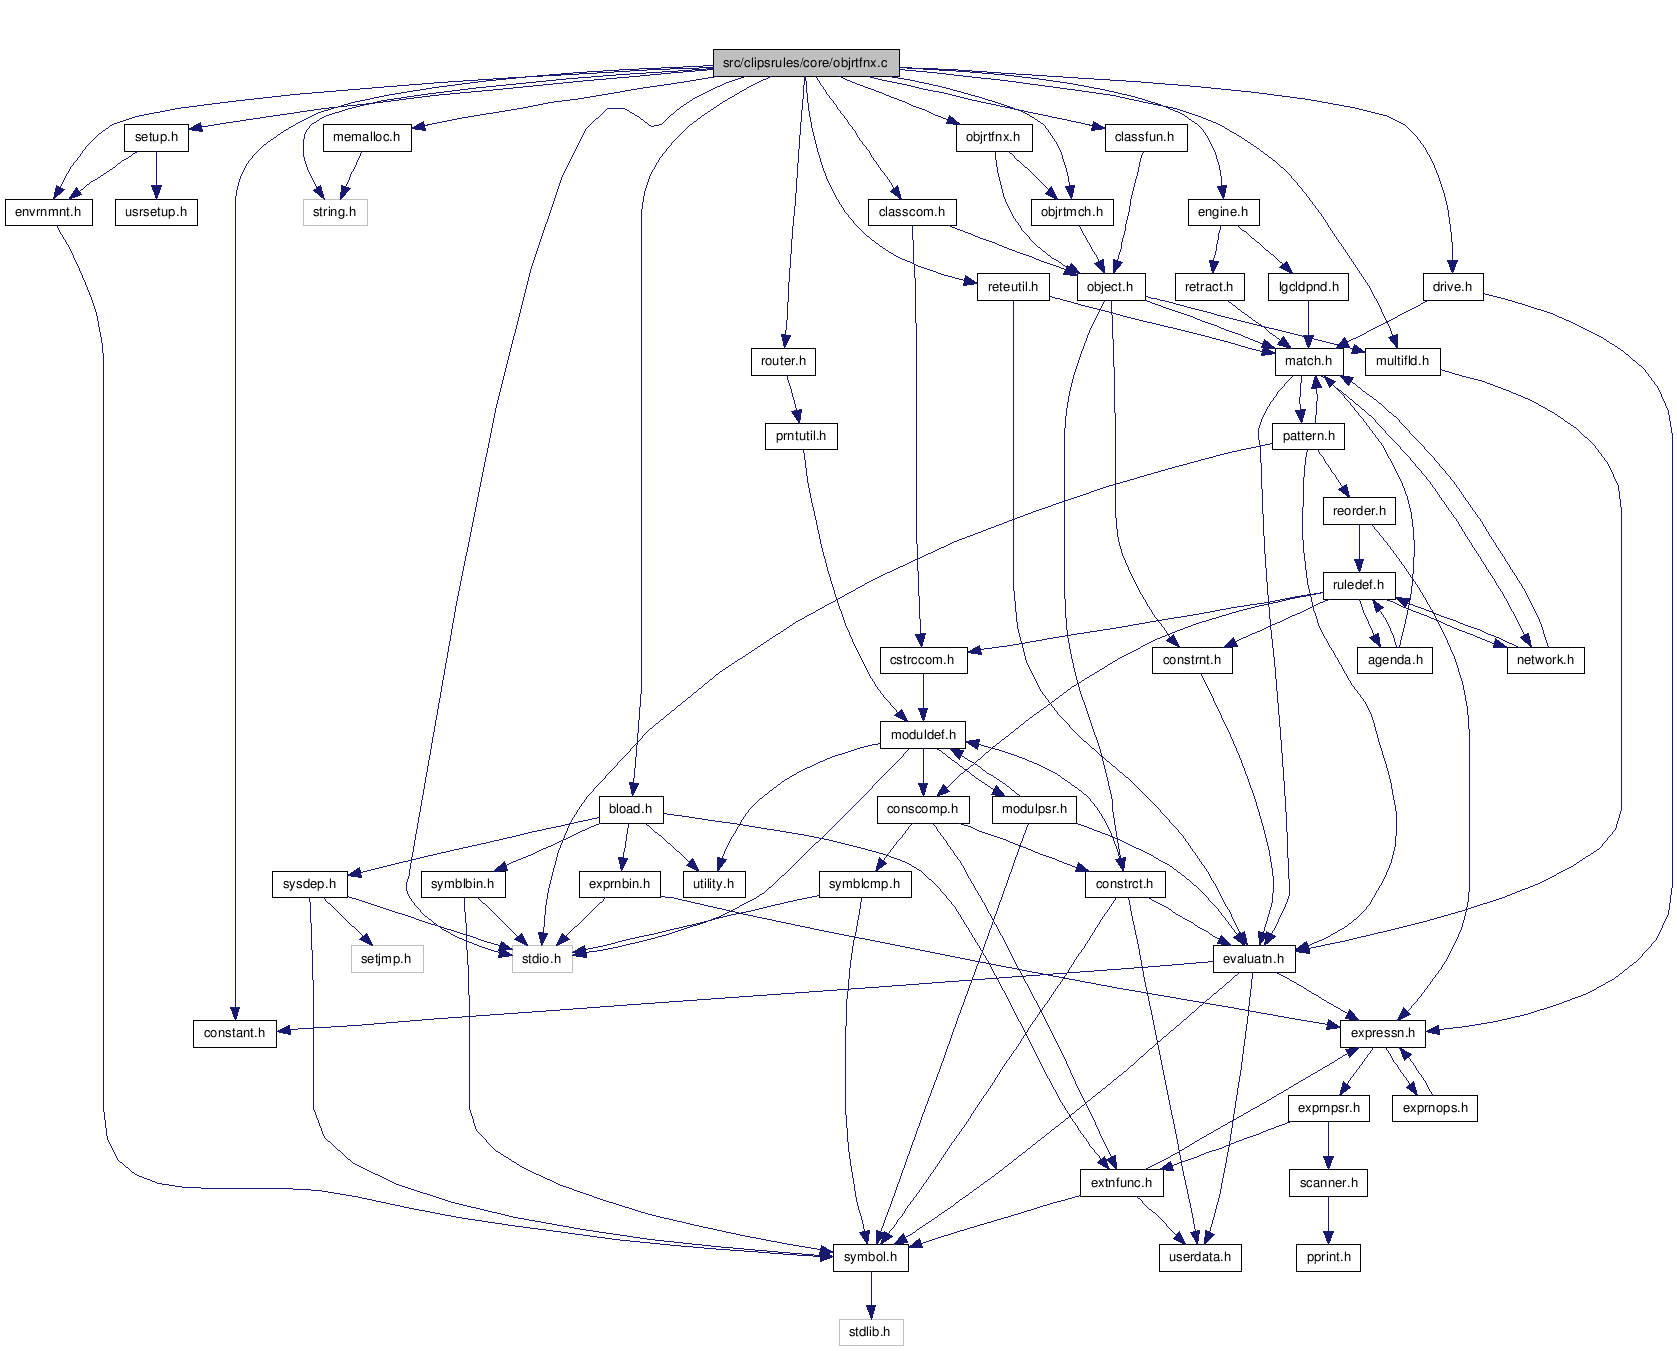 src/clipsrules/core/objrtfnx.c
setup.h
memalloc.h
objrtfnx.h
classfun.h
envrnmnt.h
usrsetup.h
string.h
classcom.h
objrtmch.h
engine.h
reteutil.h
object.h
retract.h
lgcldpnd.h
drive.h
router.h
match.h
multifld.h
prntutil.h
pattern.h
reorder.h
ruledef.h
cstrccom.h
constrnt.h
agenda.h
network.h
moduldef.h
bload.h
conscomp.h
modulpsr.h
sysdep.h
symblbin.h
exprnbin.h
utility.h
symblcmp.h
constrct.h
setjmp.h
stdio.h
evaluatn.h
constant.h
expressn.h
exprnpsr.h
exprnops.h
extnfunc.h
scanner.h
symbol.h
userdata.h
pprint.h
stdlib.h